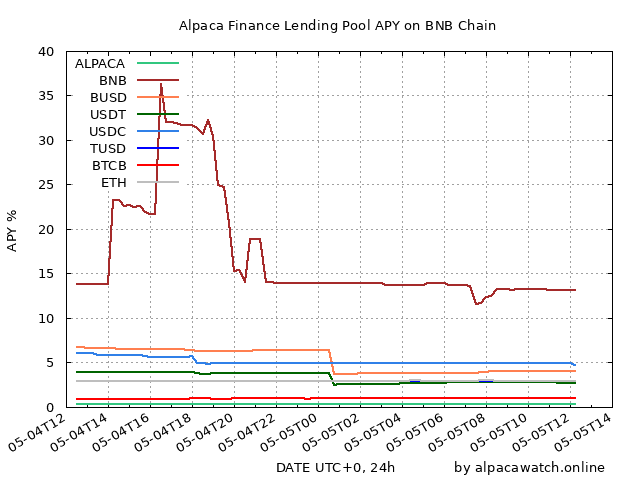 Alpaca Finance Lending Pool APY on BNB Chain
40
35
30
25
20
15
10
5
0
APY %
ALPACA
BNB
BUSD
USDT
USDC
TUSD
BTCB
ETH
05-04T12
05-04T14
05-04T16
05-04T18
05-04T20
05-04T22
05-05T00
05-05T02
05-05T04
05-05T06
05-05T08
05-05T10
05-05T12
05-05T14
DATE UTC+0, 24h
by alpacawatch.online